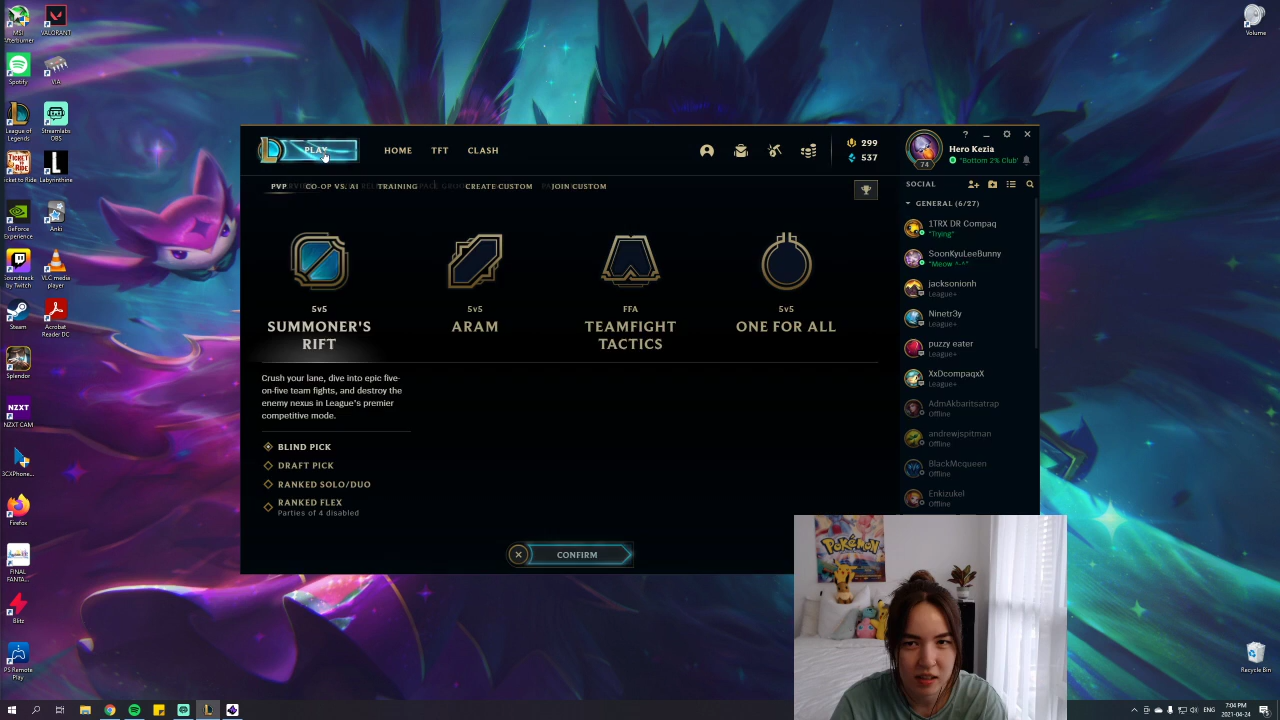 MSI
Afterburner
VALORANT
Spotify
VIA
League of
Legends
Streamlabs
OBS
Ticket to Ride
Labyrinthe
GeForce
Experience
Anki
Soundtrack
by Twitch
VLC media
player
Steam
Acrobat
Reader DC
Splendor
NZXT
NZXT CAM
3CXPhone...
Firefox
FINAL
FANTA...
Blitz
PS Remote
Play
Volume
Recycle Bin
PLAY
HOME
TFT
CLASH
299
537
74
Hero Kezia
"Bottom 2% Club"
PVP
CO-OP VS. AI
TRAINING
CREATE CUSTOM
JOIN CUSTOM
5v5
SUMMONER'S
RIFT
5v5
ARAM
FFA
TEAMFIGHT
TACTICS
5v5
ONE FOR ALL
Crush your lane, dive into epic five-
on-five team fights, and destroy the
enemy nexus in League's premier
competitive mode.
BLIND PICK
DRAFT PICK
RANKED SOLO/DUO
RANKED FLEX
Parties of 4 disabled
CONFIRM
SOCIAL
GENERAL (6/27)
1TRX DR Compaq
"Trying"
SoonKyuLeeBunny
"Meow ^-^"
jacksonionh
League+
Ninetr3y
League+
puzzy eater
League+
XxDcompaqxX
League+
AdmAkbaritsatrap
Offline
andrewjspitman
Offline
BlackMcqueen
Offline
Enkizukel
Offline
POKÉMON
ENG
7:04 PM
2021-04-24